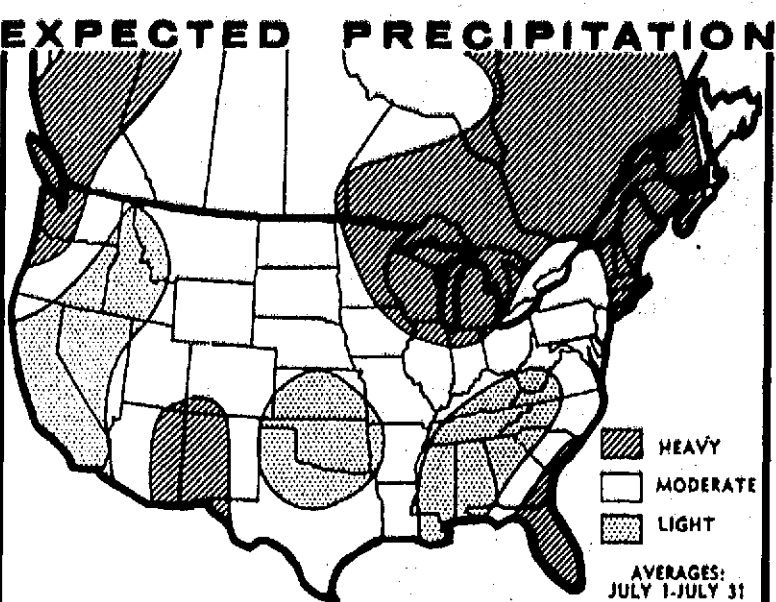 EXPECTED PRECIPITATION
HEAVY
MODERATE
LIGHT
AVERAGES:
JULY 1-JULY 31